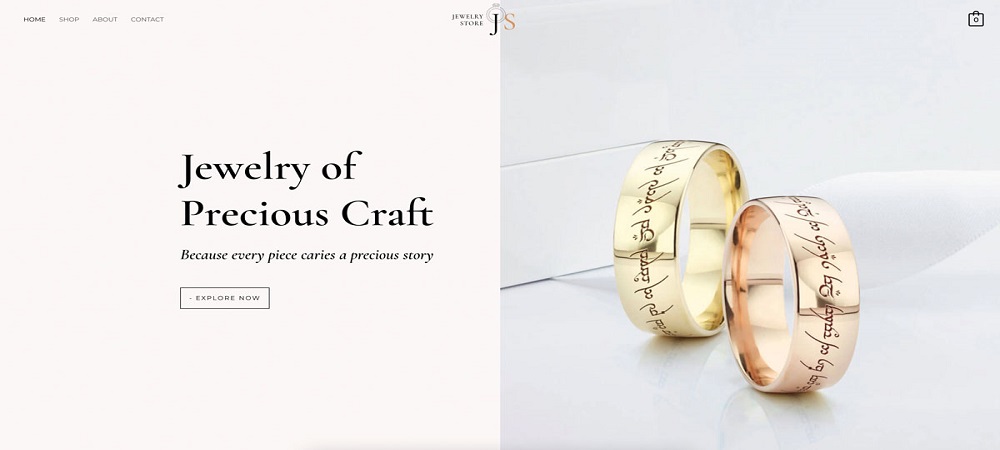 HOME SHOP ABOUT CONTACT
JEWELRY
STORE
JS
0
Jewelry of
Precious Craft
Because every piece caries a precious story
- EXPLORE NOW